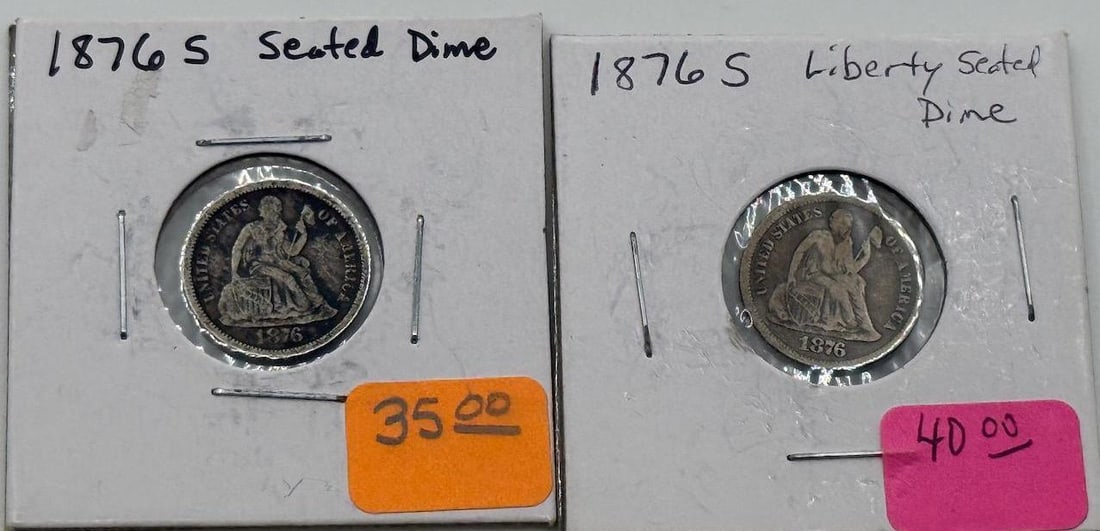 1876 S Seated Dime
UNITED STATES OF AMERICA
1876
35 00
1876 S Liberty Seated
Dime
UNITED STATES OF AMERICA
1876
40 00